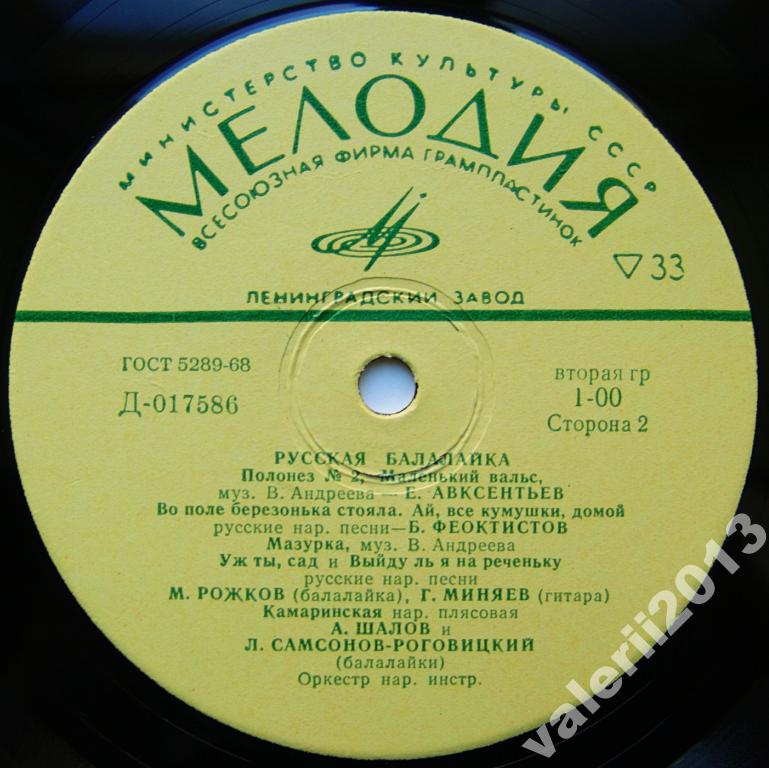 МИНИСТЕРСТВО КУЛЬТУРЫ СССР
МЕЛОДИЯ
ВСЕСОЮЗНАЯ ФИРМА ГРАМПЛАСТИНОК
▽ 33
ЛЕНИНГРАДСКИЙ ЗАВОД
ГОСТ 5289-68
Д-017586
вторая гр
1-00
Сторона 2
РУССКАЯ БАЛАЛАЙКА
Полонез № 2, Маленький вальс,
муз. В. Андреева — Е. АВКСЕНТЬЕВ
Во поле березонька стояла. Ай, все кумушки, домой
русские нар. песни—Б. ФЕОКТИСТОВ
Мазурка, муз. В. Андреева
Уж ты, сад и Выйду ль я на реченьку
русские нар. песни
М. РОЖКОВ (балалайка), Г. МИНЯЕВ (гитара)
Камаринская нар. плясовая
А. ШАЛОВ и
Л. САМСОНОВ-РОГОВИЦКИЙ
(балалайки)
Оркестр нар. инстр.
valerii2013